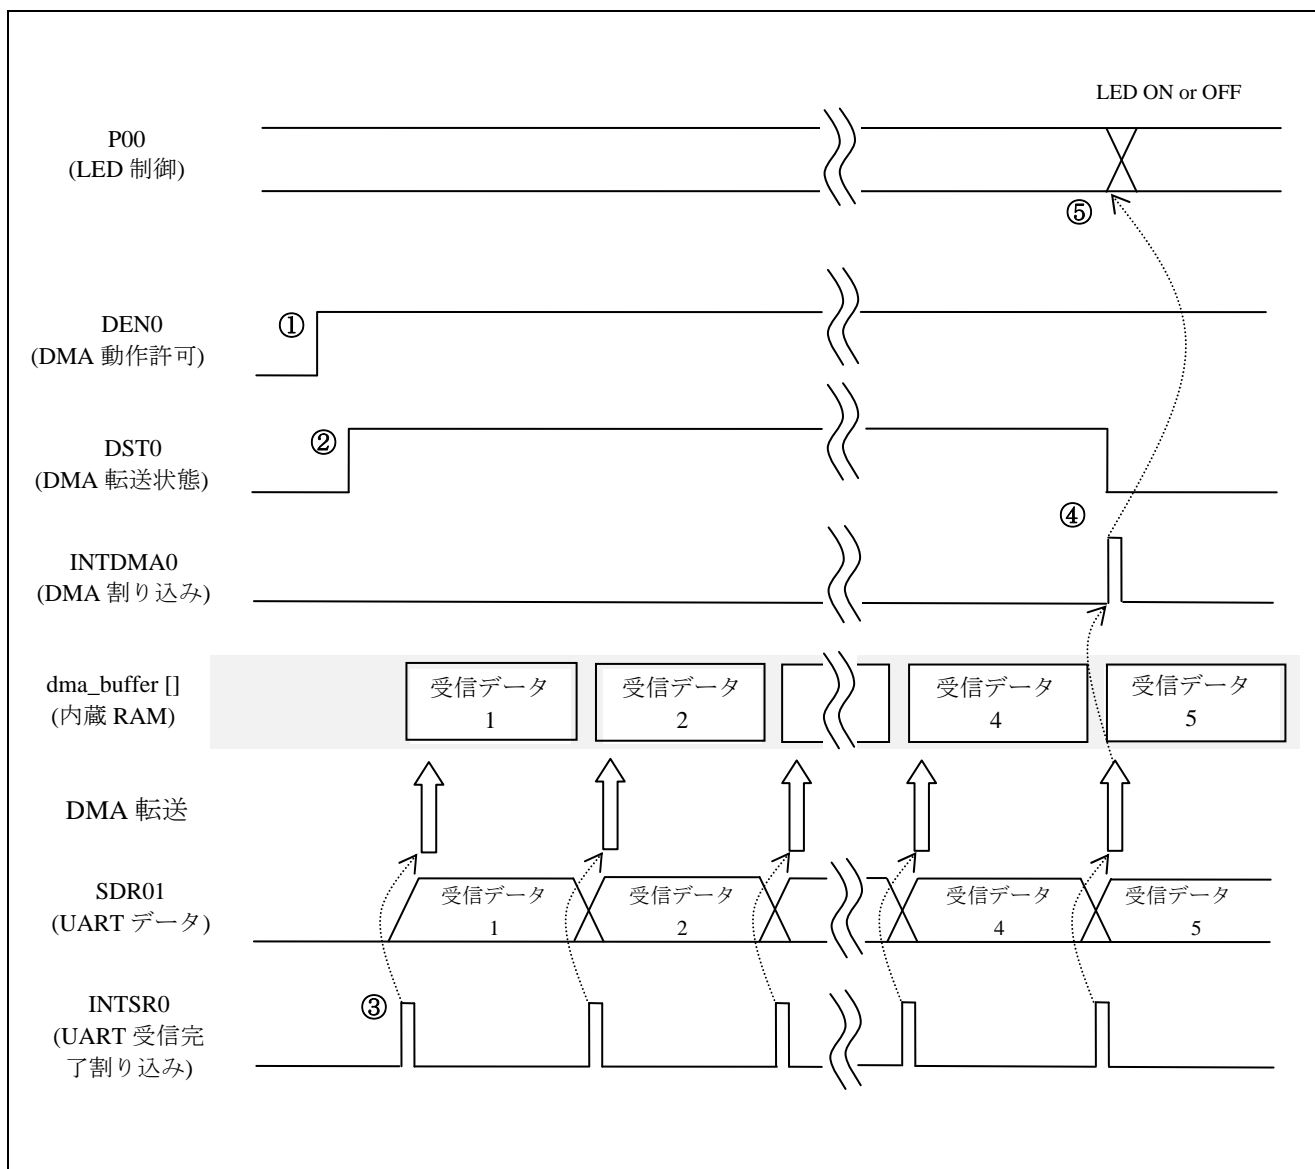 LED ON or OFF
P00
(LED 制御)
⑤
DEN0
(DMA 動作許可)
①
DST0
(DMA 転送状態)
②
④
INTDMA0
(DMA 割り込み)
dma_buffer []
(内蔵 RAM)
受信データ
1
受信データ
2
受信データ
4
受信データ
5
DMA 転送
SDR01
(UART データ)
受信データ
1
受信データ
2
受信データ
4
受信データ
5
INTSR0
(UART 受信完
了割り込み)
③